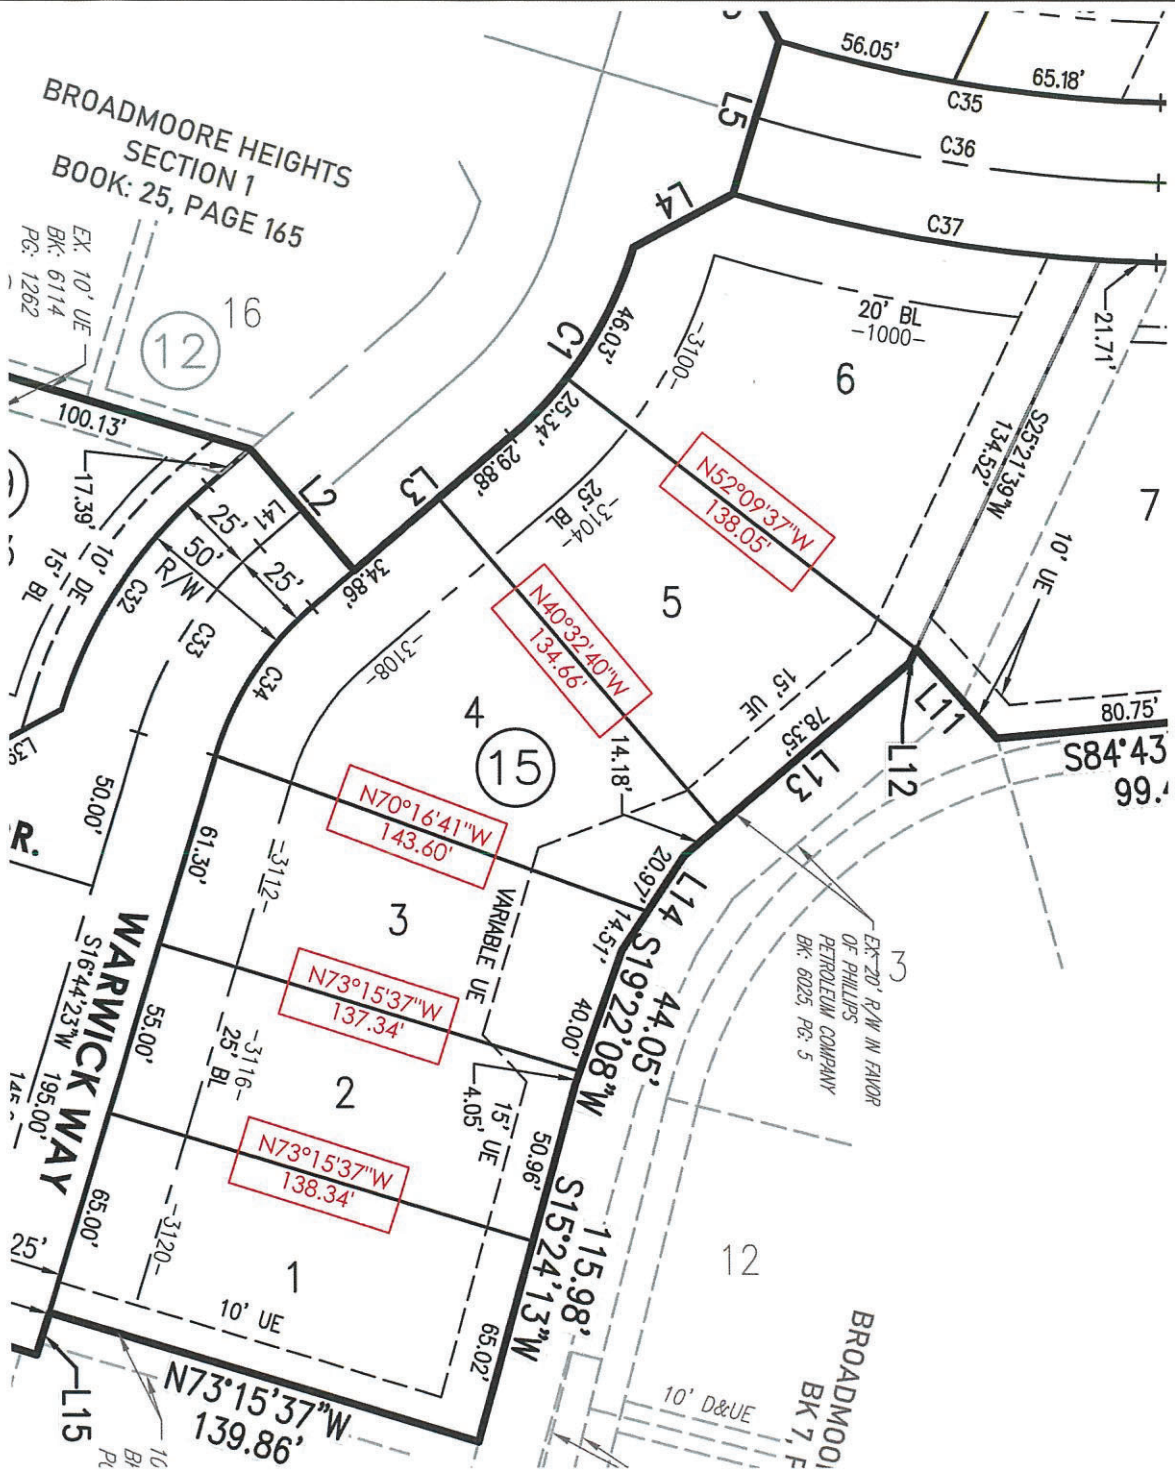 56.05'
65.18'
C35
C36
C37
L5
L4
BROADMOORE HEIGHTS
SECTION 1
BOOK: 25, PAGE 165
EX. 10' UE
BK: 6114
PG: 1262
16
12
100.13'
17.39'
L2
L41
25'
50'
25'
R/W
10' DE
15' BL
C32
C33
C34
L39
C1
46.03'
25.34'
29.88'
L3
34.86'
20' BL
-1000-
-3100-
6
21.71'
S25°21'39"W
134.52'
7
10' UE
N52°09'37"W
138.05'
-3104-
25' BL
5
N40°32'40"W
134.66'
15' UE
78.35'
L13
L12
L11
80.75'
S84°43
99.4
-3108-
4
15
14.18'
N70°16'41"W
143.60'
20.97'
L14
14.51'
61.30'
-3112-
3
VARIABLE UE
N73°15'37"W
137.34'
40.00'
44.05'
S19°22'08"W
3
EX. 20' R/W IN FAVOR
OF PHILLIPS
PETROLEUM COMPANY
BK: 6025, PG: 5
50.00'
R.
WARWICK WAY
S16°44'23"W 195.00'
55.00'
-3116-
25' BL
2
4.05'
15' UE
50.96'
N73°15'37"W
138.34'
115.98'
S15°24'13"W
65.00'
-3120-
1
10' UE
65.02'
25'
L15
N73°15'37"W
139.86'
12
10' D&UE
BROADMOO
BK 7, P